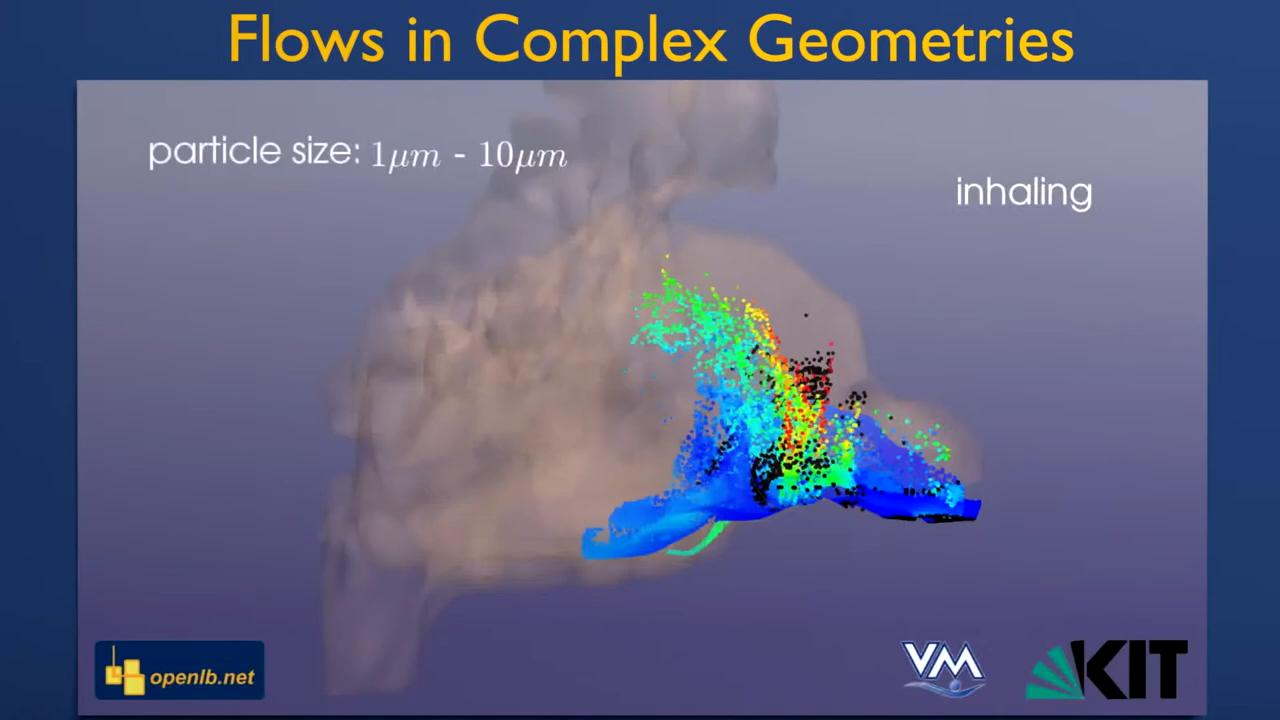 Flows in Complex Geometries
particle size: 1μm - 10μm
inhaling
openlb.net
VM
KIT